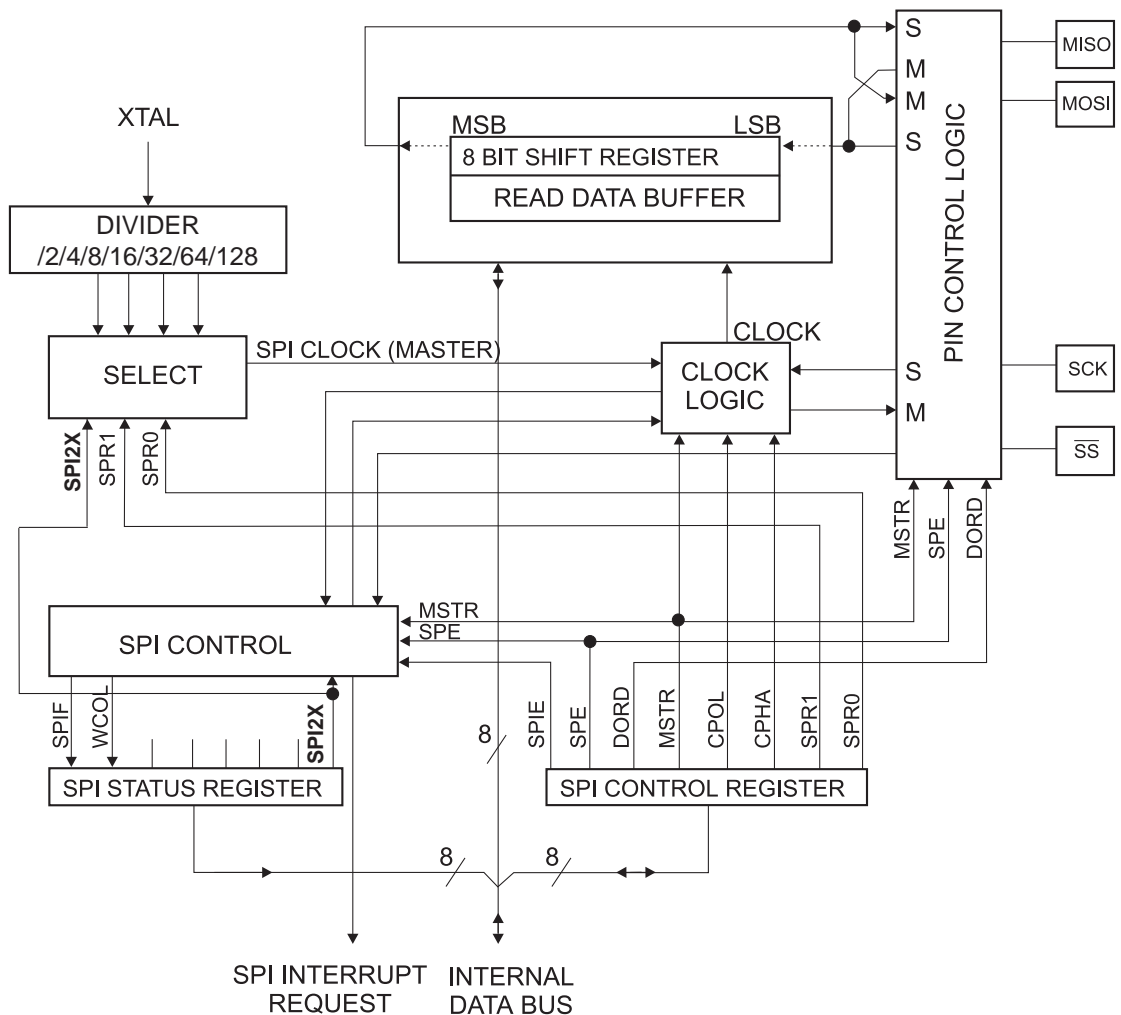 S
MISO
M
M
MOSI
XTAL
MSB
LSB
S
8 BIT SHIFT REGISTER
READ DATA BUFFER
PIN CONTROL LOGIC
DIVIDER
/2/4/8/16/32/64/128
CLOCK
SPI CLOCK (MASTER)
SELECT
CLOCK
LOGIC
S
SCK
M
SS
SPI2X
SPR1
SPR0
MSTR
SPE
DORD
MSTR
SPE
SPI CONTROL
SPIF
WCOL
SPI2X
8
SPIE
SPE
DORD
MSTR
CPOL
CPHA
SPR1
SPR0
SPI STATUS REGISTER
SPI CONTROL REGISTER
8
8
SPI INTERRUPT
REQUEST
INTERNAL
DATA BUS